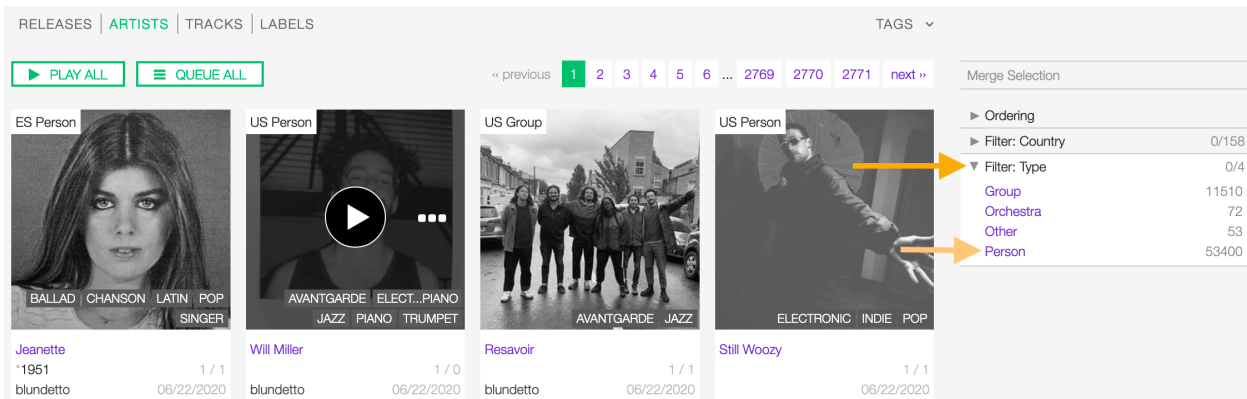 RELEASES ARTISTS TRACKS LABELS TAGS
PLAY ALL QUEUE ALL ‹‹ previous 1 2 3 4 5 6 ... 2769 2770 2771 next ››
Merge Selection
Ordering
Filter: Country 0/158
Filter: Type 0/4
Group 11510
Orchestra 72
Other 53
Person 53400
ES Person
BALLAD CHANSON LATIN POP
SINGER
Jeanette
*1951 1 / 1
blundetto 06/22/2020
US Person
AVANTGARDE ELECT...PIANO
JAZZ PIANO TRUMPET
Will Miller
1 / 0
blundetto 06/22/2020
US Group
AVANTGARDE JAZZ
Resavoir
1 / 1
blundetto 06/22/2020
US Person
ELECTRONIC INDIE POP
Still Woozy
1 / 1
06/22/2020